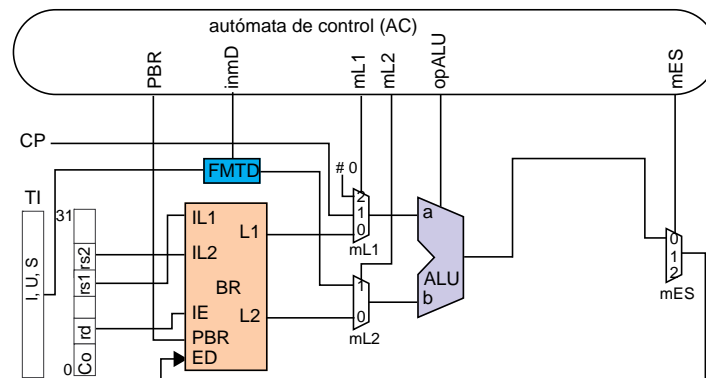 autómata de control (AC)
PBR
inmD
mL1
mL2
opALU
mES
CP
# 0
FMTD
TI
31
I, U, S
rs2
rs1
rd
Co
0
IL1
IL2
IE
PBR
ED
BR
L1
L2
2
1
0
mL1
1
0
mL2
a
b
ALU
0
1
2
mES